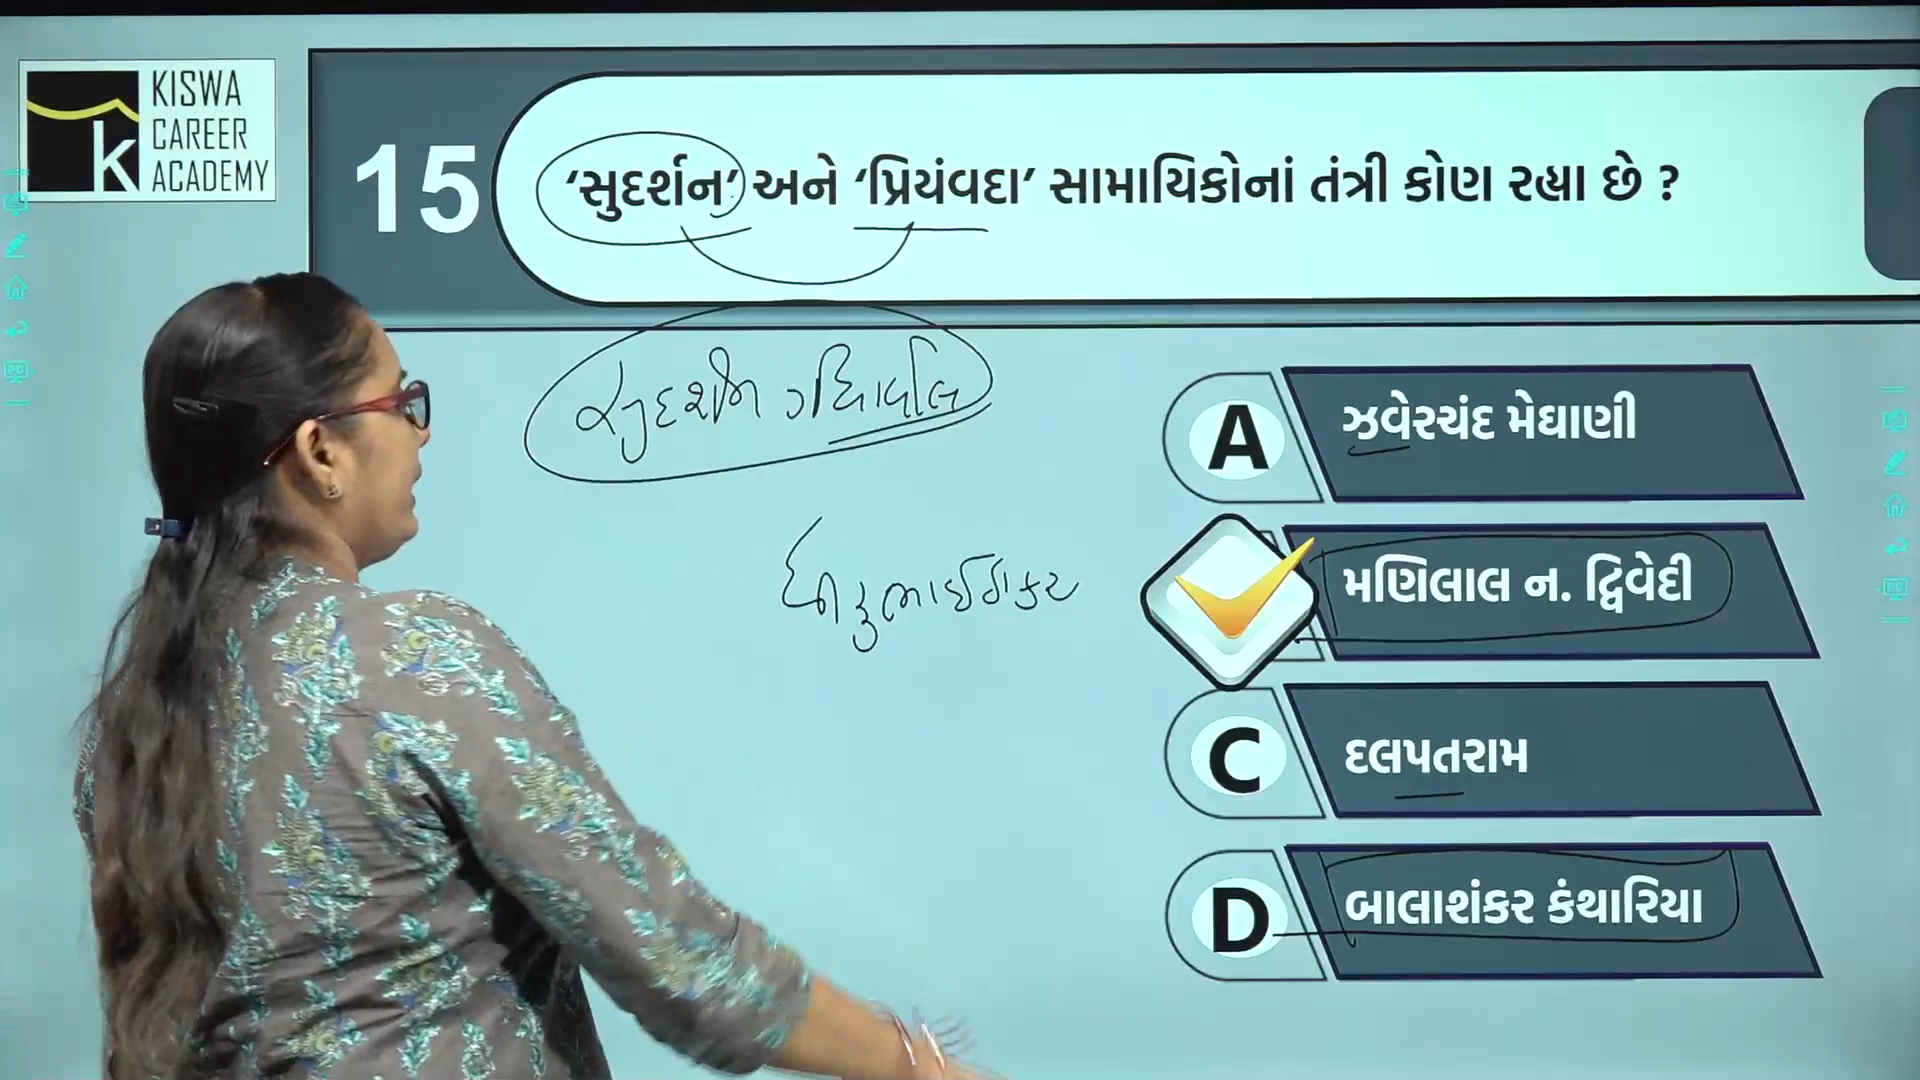 KISWA
CAREER
ACADEMY
k
15
‘સુદર્શન’ અને ‘પ્રિયંવદા’ સામાયિકોનાં તંત્રી કોણ રહ્યા છે ?
સુદર્શન ગદ્યાવલિ
A ઝવેરચંદ મેઘાણી
મણિલાલ ન. દ્વિવેદી
C દલપતરામ
D બાલાશંકર કંથારિયા